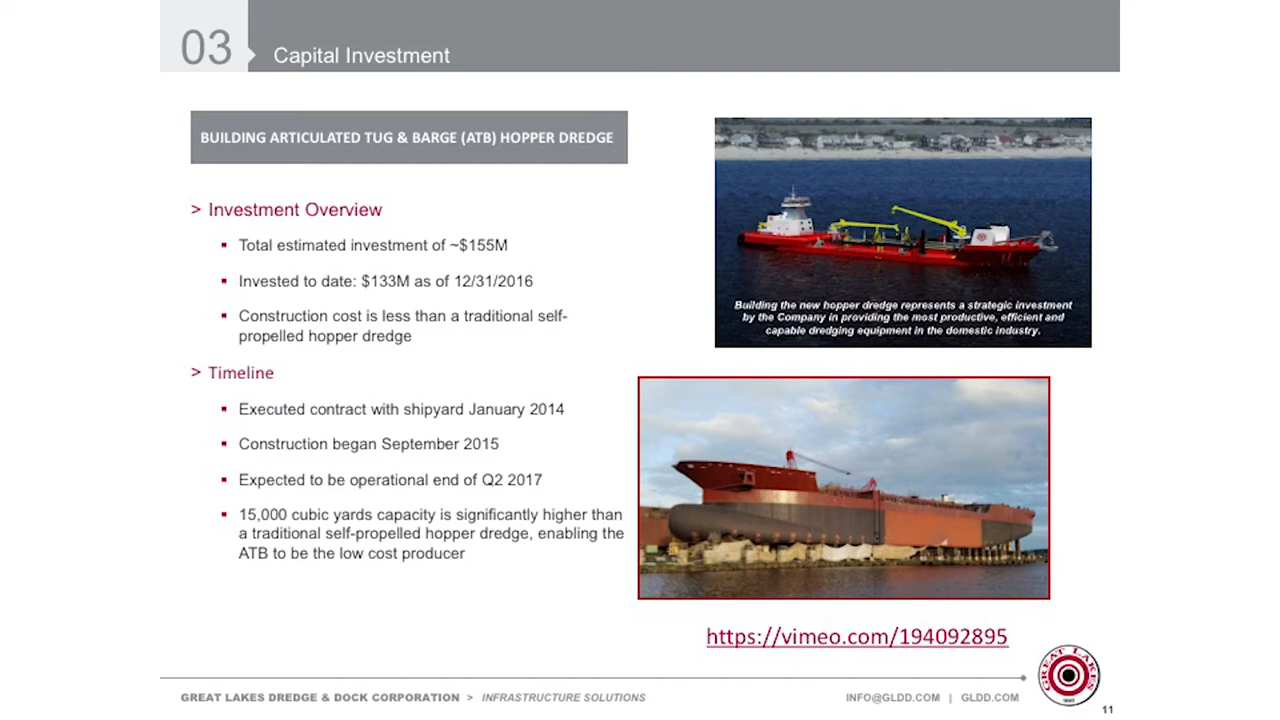 03
Capital Investment
BUILDING ARTICULATED TUG & BARGE (ATB) HOPPER DREDGE
> Investment Overview
▪ Total estimated investment of ~$155M
▪ Invested to date: $133M as of 12/31/2016
▪ Construction cost is less than a traditional self-
propelled hopper dredge
> Timeline
▪ Executed contract with shipyard January 2014
▪ Construction began September 2015
▪ Expected to be operational end of Q2 2017
▪ 15,000 cubic yards capacity is significantly higher than
a traditional self-propelled hopper dredge, enabling the
ATB to be the low cost producer
Building the new hopper dredge represents a strategic investment
by the Company in providing the most productive, efficient and
capable dredging equipment in the domestic industry.
https://vimeo.com/194092895
GREAT LAKES
GREAT LAKES DREDGE & DOCK CORPORATION > INFRASTRUCTURE SOLUTIONS
INFO@GLDD.COM | GLDD.COM
11